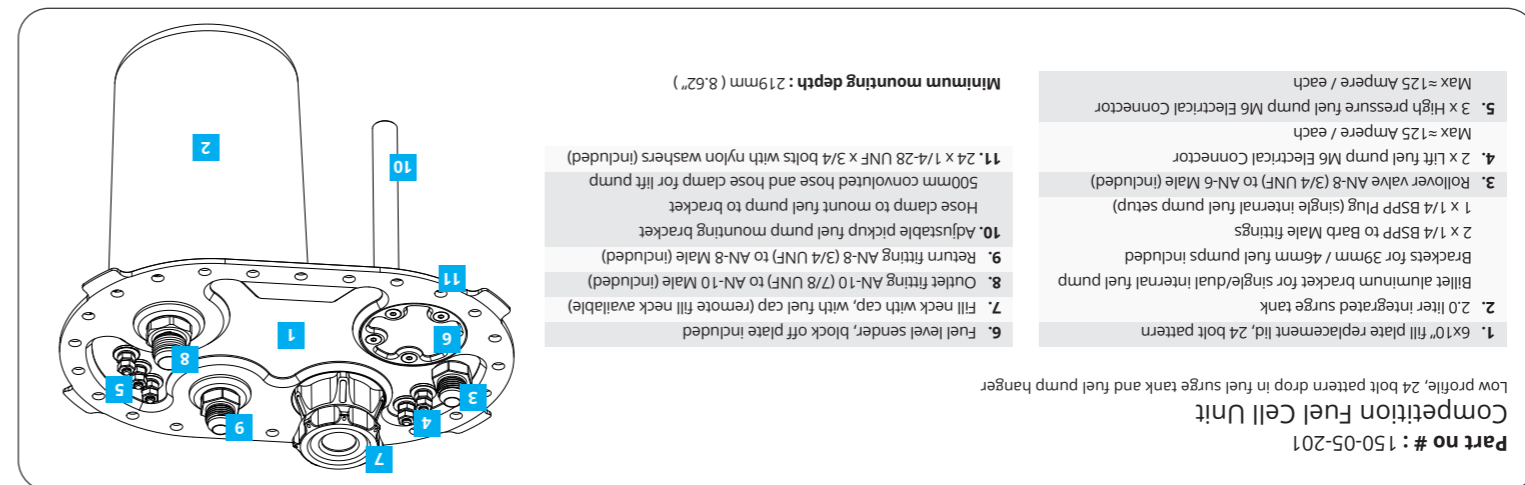 Part no # : 150-05-201
Competition Fuel Cell Unit
Low profile, 24 bolt pattern drop in fuel surge tank and fuel pump hanger
1. 6x10" fill plate replacement lid, 24 bolt pattern
2. 2.0 liter integrated surge tank
Billet aluminum bracket for single/dual internal fuel pump
Brackets for 39mm / 46mm fuel pumps included
2 x 1/4 BSPP to Barb Male fittings
1 x 1/4 BSPP Plug (single internal fuel pump setup)
3. Rollover valve AN-8 (3/4 UNF) to AN-6 Male (included)
4. 2 x Lift fuel pump M6 Electrical Connector
Max ≈125 Ampere / each
5. 3 x High pressure fuel pump M6 Electrical Connector
Max ≈125 Ampere / each
6. Fuel level sender, block off plate included
7. Fill neck with cap, with fuel cap (remote fill neck available)
8. Outlet fitting AN-10 (7/8 UNF) to AN-10 Male (included)
9. Return fitting AN-8 (3/4 UNF) to AN-8 Male (included)
10. Adjustable pickup fuel pump mounting bracket
Hose clamp to mount fuel pump to bracket
500mm convoluted hose and hose clamp for lift pump
11. 24 x 1/4-28 UNF x 3/4 bolts with nylon washers (included)
Minimum mounting depth : 219mm ( 8.62" )
7
3
4
9
5
8
6
1
11
10
2